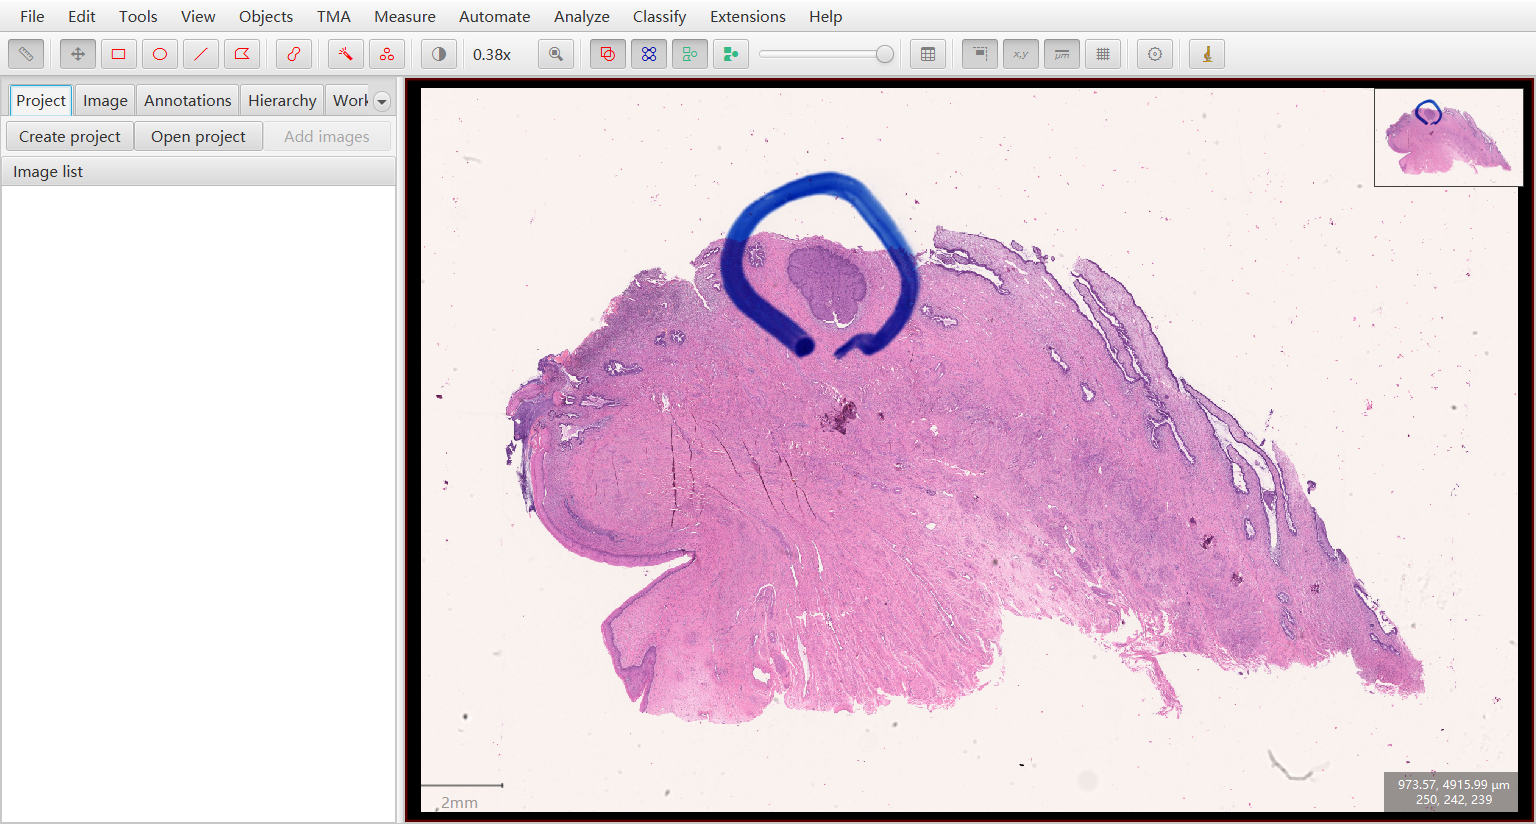 File Edit Tools View Objects TMA Measure Automate Analyze Classify Extensions Help
0.38x x,y µm
Project Image Annotations Hierarchy Work
Create project Open project Add images
Image list
2mm
973.57, 4915.99 µm
250, 242, 239